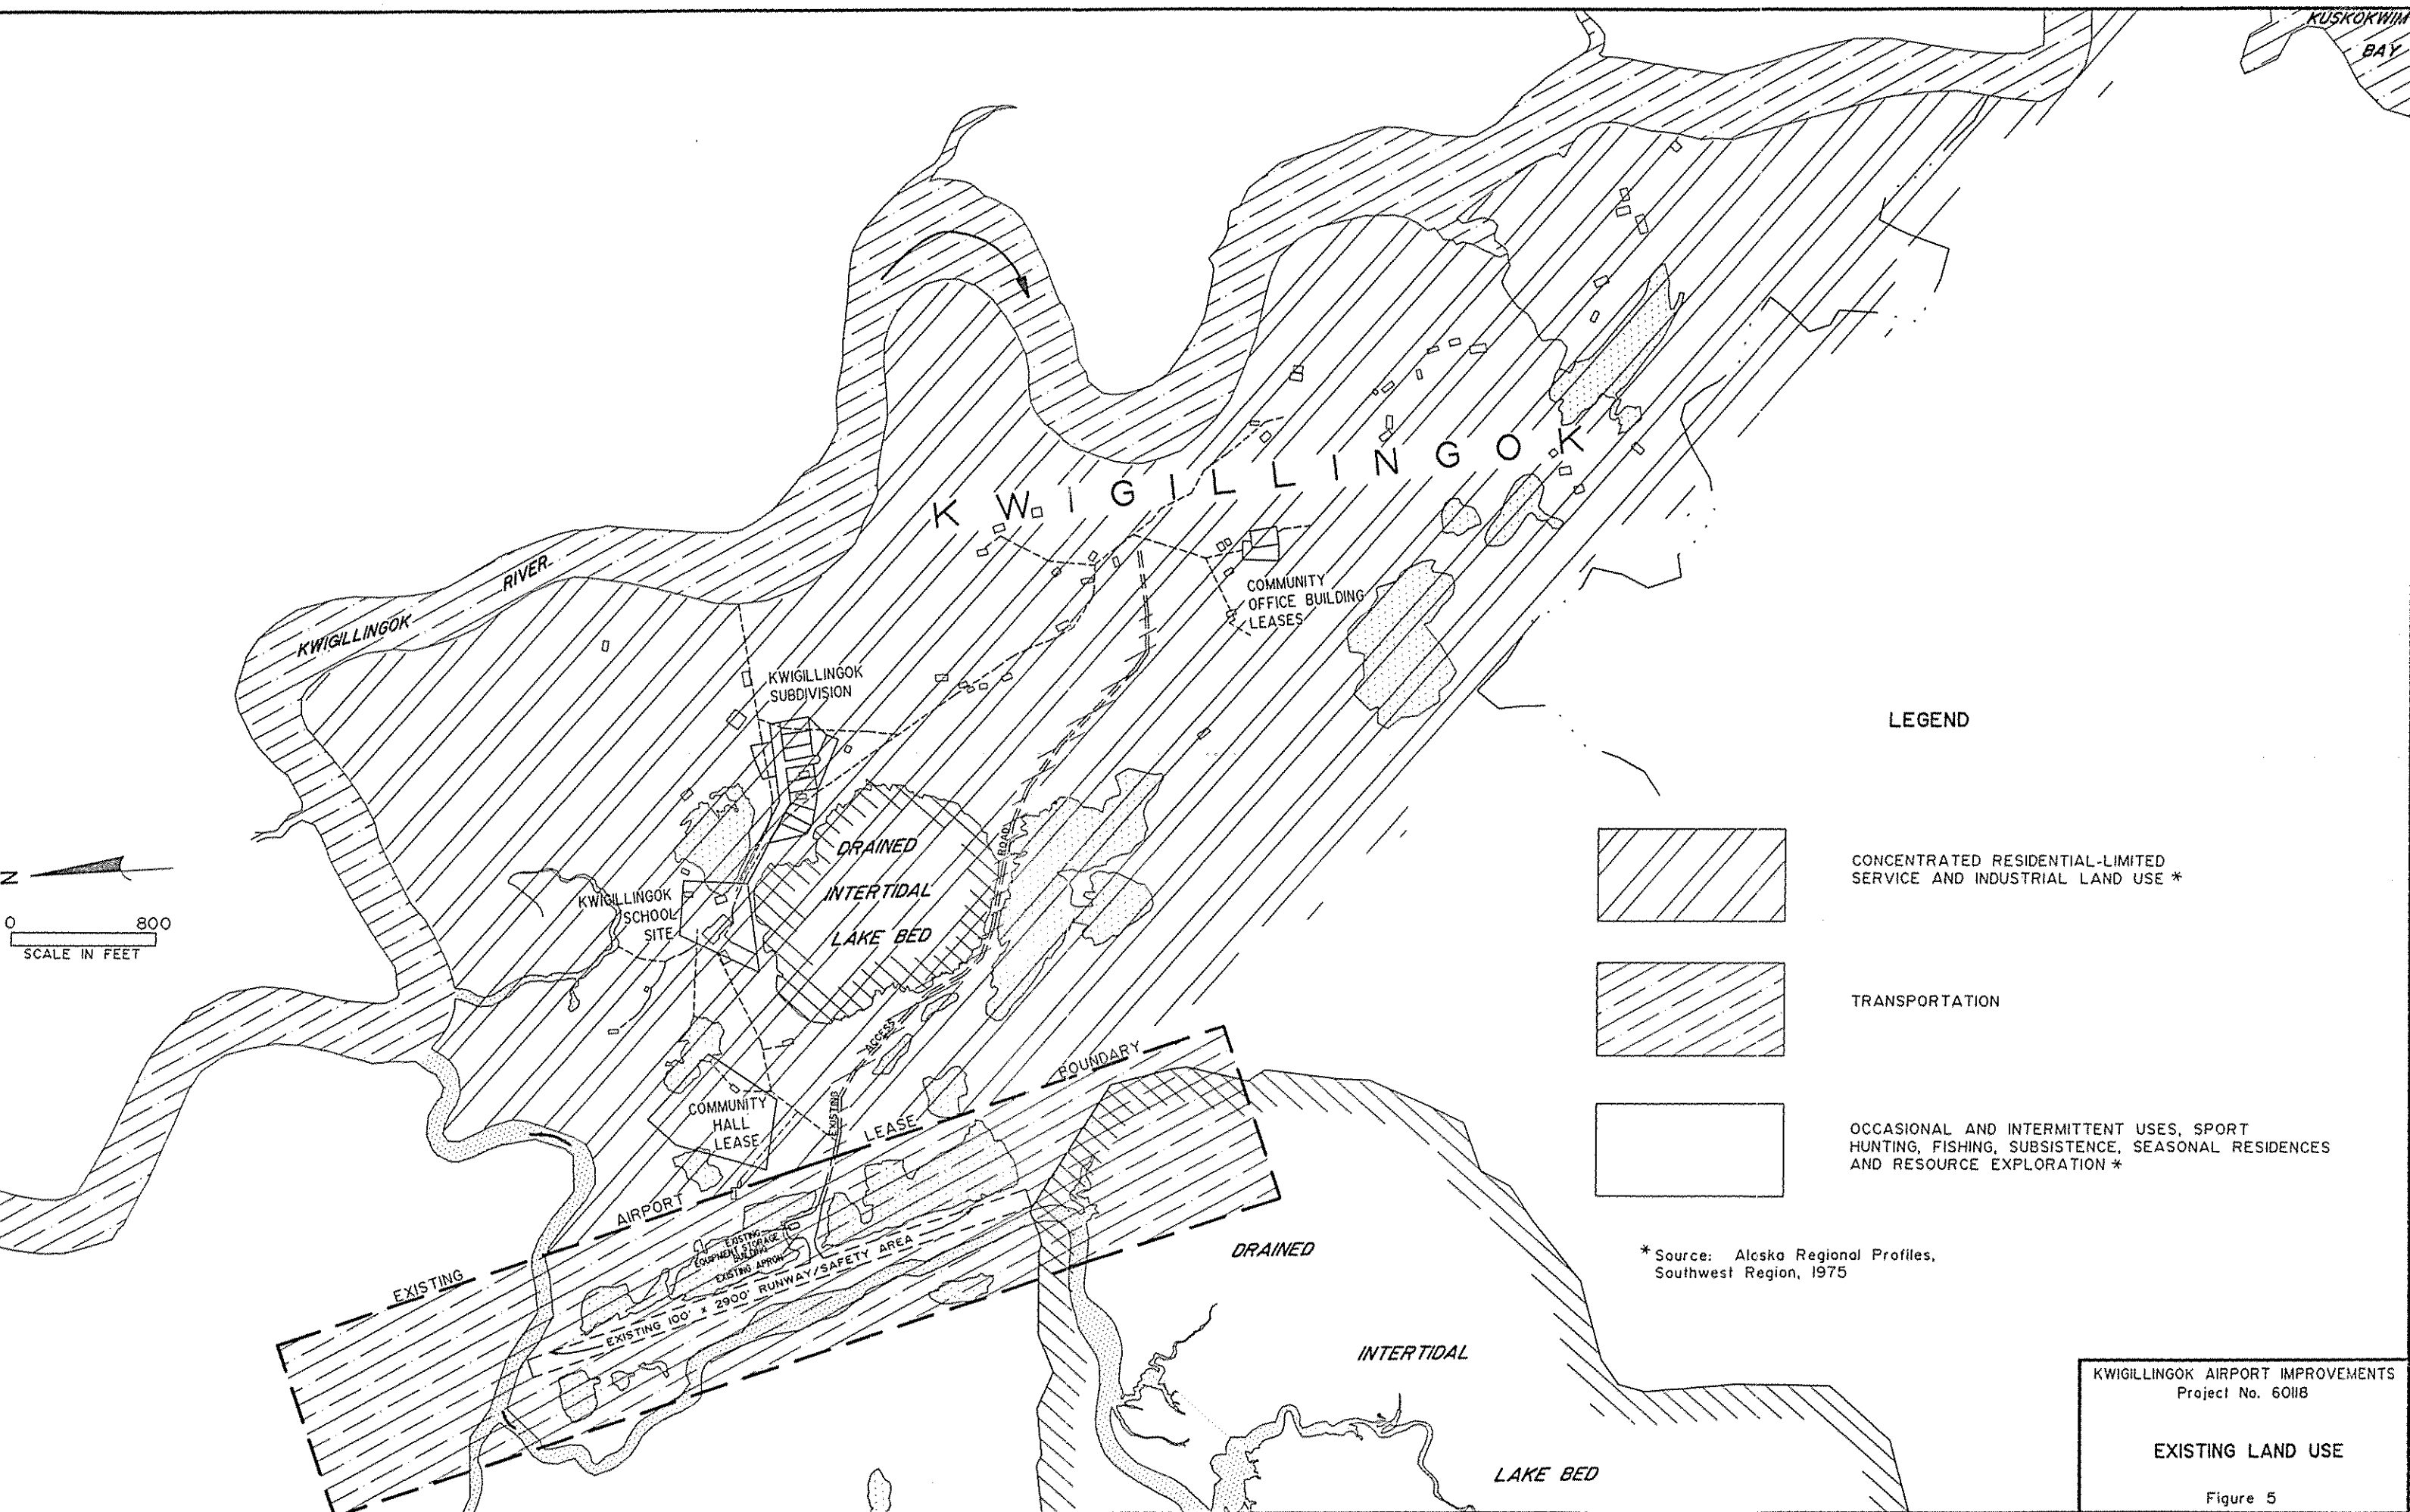 KUSKOKWIM
BAY
KWIGILLINGOK
RIVER
KWIGILLINGOK
COMMUNITY
OFFICE BUILDING
LEASES
KWIGILLINGOK
SUBDIVISION
LEGEND
DRAINED
INTERTIDAL
LAKE BED
ROAD
CONCENTRATED RESIDENTIAL-LIMITED
SERVICE AND INDUSTRIAL LAND USE *
N
0 800
SCALE IN FEET
KWIGILLINGOK
SCHOOL
SITE
TRANSPORTATION
ACCESS
EXISTING
COMMUNITY
HALL
LEASE
EXISTING AIRPORT LEASE BOUNDARY
OCCASIONAL AND INTERMITTENT USES, SPORT
HUNTING, FISHING, SUBSISTENCE, SEASONAL RESIDENCES
AND RESOURCE EXPLORATION *
EXISTING
EQUIPMENT STORAGE
BUILDING
EXISTING APRON
EXISTING 100' x 2900' RUNWAY/SAFETY AREA
DRAINED
INTERTIDAL
LAKE BED
* Source: Alaska Regional Profiles,
Southwest Region, 1975
KWIGILLINGOK AIRPORT IMPROVEMENTS
Project No. 60118
EXISTING LAND USE
Figure 5